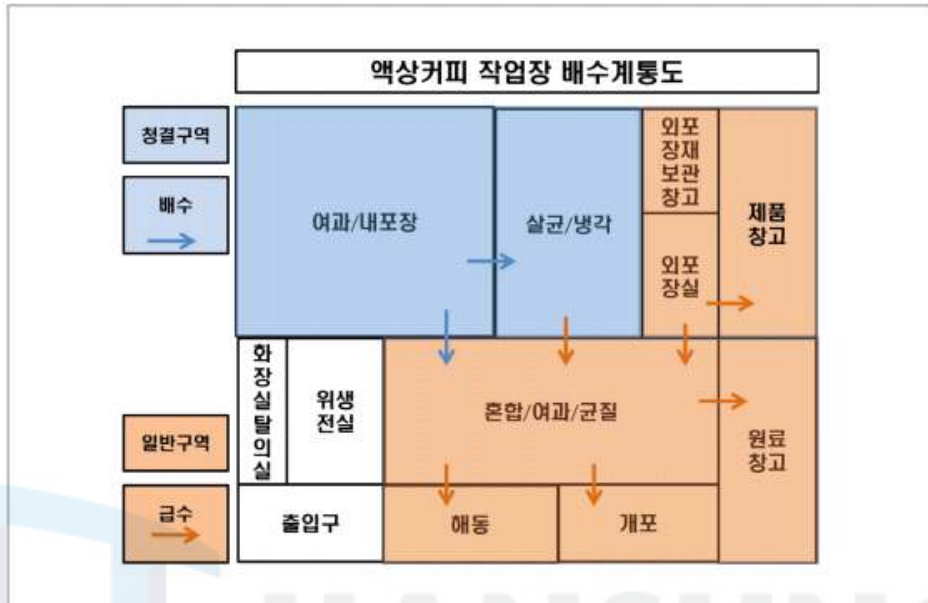 액상커피 작업장 배수계통도
청결구역
배수
여과/내포장
살균/냉각
외포
장재
보관
창고
제품
창고
외포
장실
화
장
실
탈
의
실
위생
전실
혼합/여과/균질
원료
창고
일반구역
급수
출입구
해동
개포